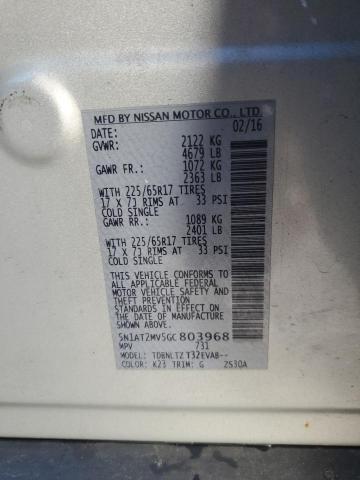 MFD BY NISSAN MOTOR CO., LTD
DATE: 02/16
GVWR: 2122 KG
4679 LB
GAWR FR.: 1072 KG
2363 LB
WITH 225/65R17 TIRES
17 X 7J RIMS AT 33 PSI
COLD SINGLE
GAWR RR.: 1089 KG
2401 LB
WITH 225/65R17 TIRES
17 X 7J RIMS AT 33 PSI
COLD SINGLE
THIS VEHICLE CONFORMS TO
ALL APPLICABLE FEDERAL
MOTOR VEHICLE SAFETY
AND THEFT PREVENTION
STANDARDS IN EFFECT ON
THE DATE OF MANUFACTURE
SHOWN ABOVE.
5N1AT2MV5GC803968
MPV 731
MODEL: TDBNLTZ T32EVAB--
COLOR: K23 TRIM: G 2S30A